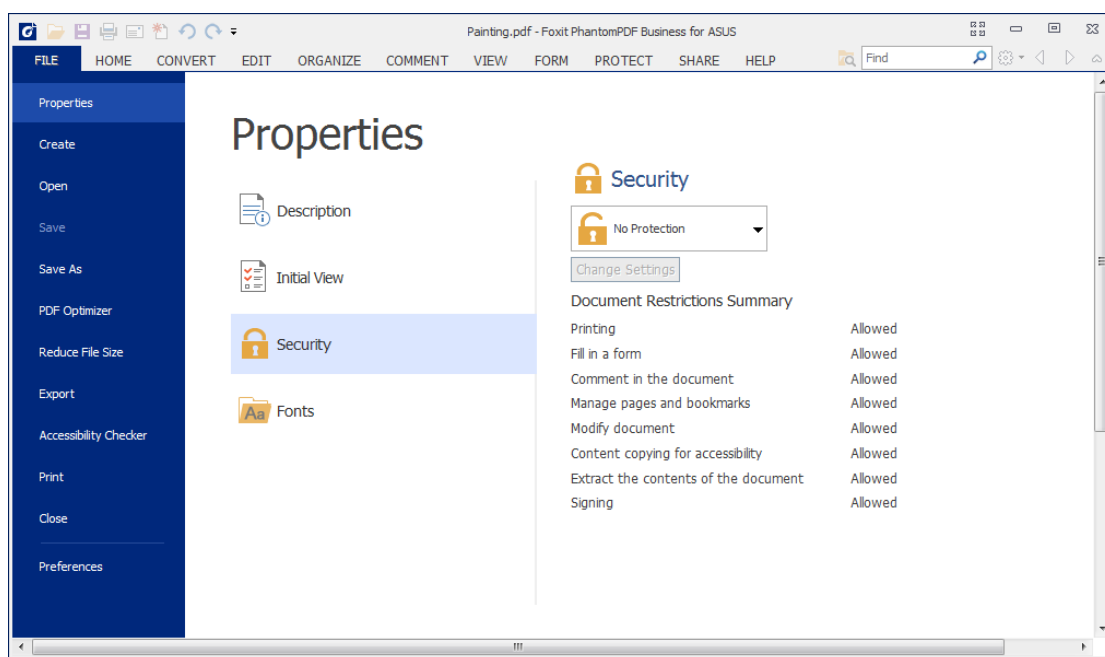 Painting.pdf - Foxit PhantomPDF Business for ASUS
FILE HOME CONVERT EDIT ORGANIZE COMMENT VIEW FORM PROTECT SHARE HELP Find
Properties
Create
Open
Save
Save As
PDF Optimizer
Reduce File Size
Export
Accessibility Checker
Print
Close
Preferences
Properties
Description
Initial View
Security
Aa Fonts
Security
No Protection
Change Settings
Document Restrictions Summary
Printing Allowed
Fill in a form Allowed
Comment in the document Allowed
Manage pages and bookmarks Allowed
Modify document Allowed
Content copying for accessibility Allowed
Extract the contents of the document Allowed
Signing Allowed